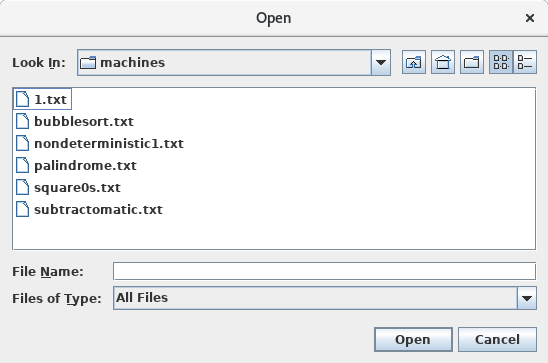 Open
Look In: machines
1.txt
bubblesort.txt
nondeterministic1.txt
palindrome.txt
square0s.txt
subtractomatic.txt
File Name:
Files of Type: All Files
Open Cancel